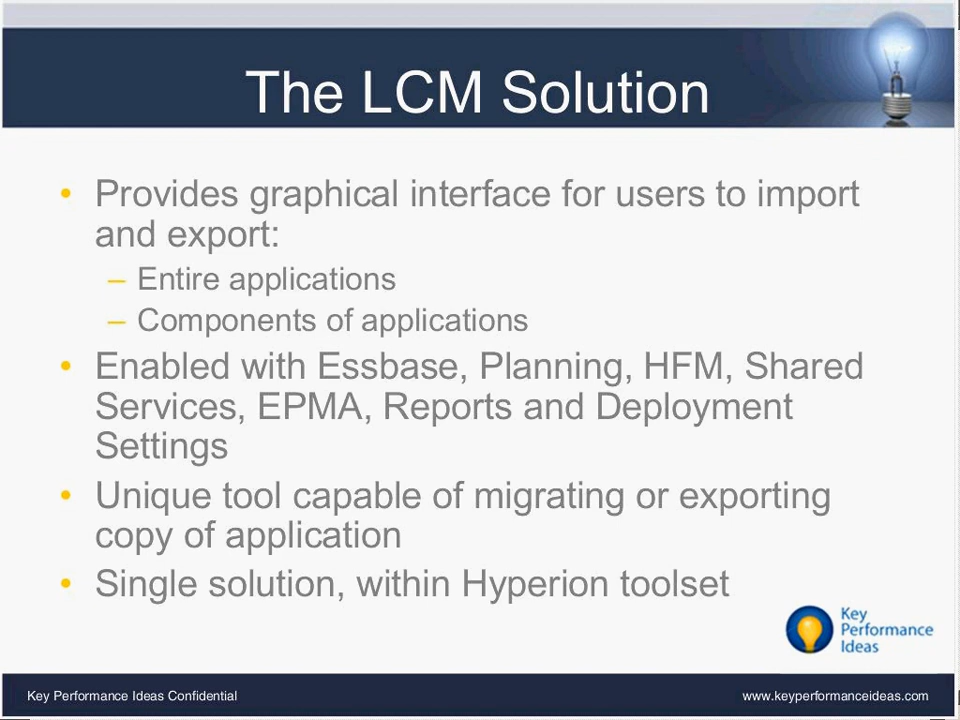 The LCM Solution
• Provides graphical interface for users to import
and export:
– Entire applications
– Components of applications
• Enabled with Essbase, Planning, HFM, Shared
Services, EPMA, Reports and Deployment
Settings
• Unique tool capable of migrating or exporting
copy of application
• Single solution, within Hyperion toolset
Key
Performance
Ideas
Key Performance Ideas Confidential
www.keyperformanceideas.com